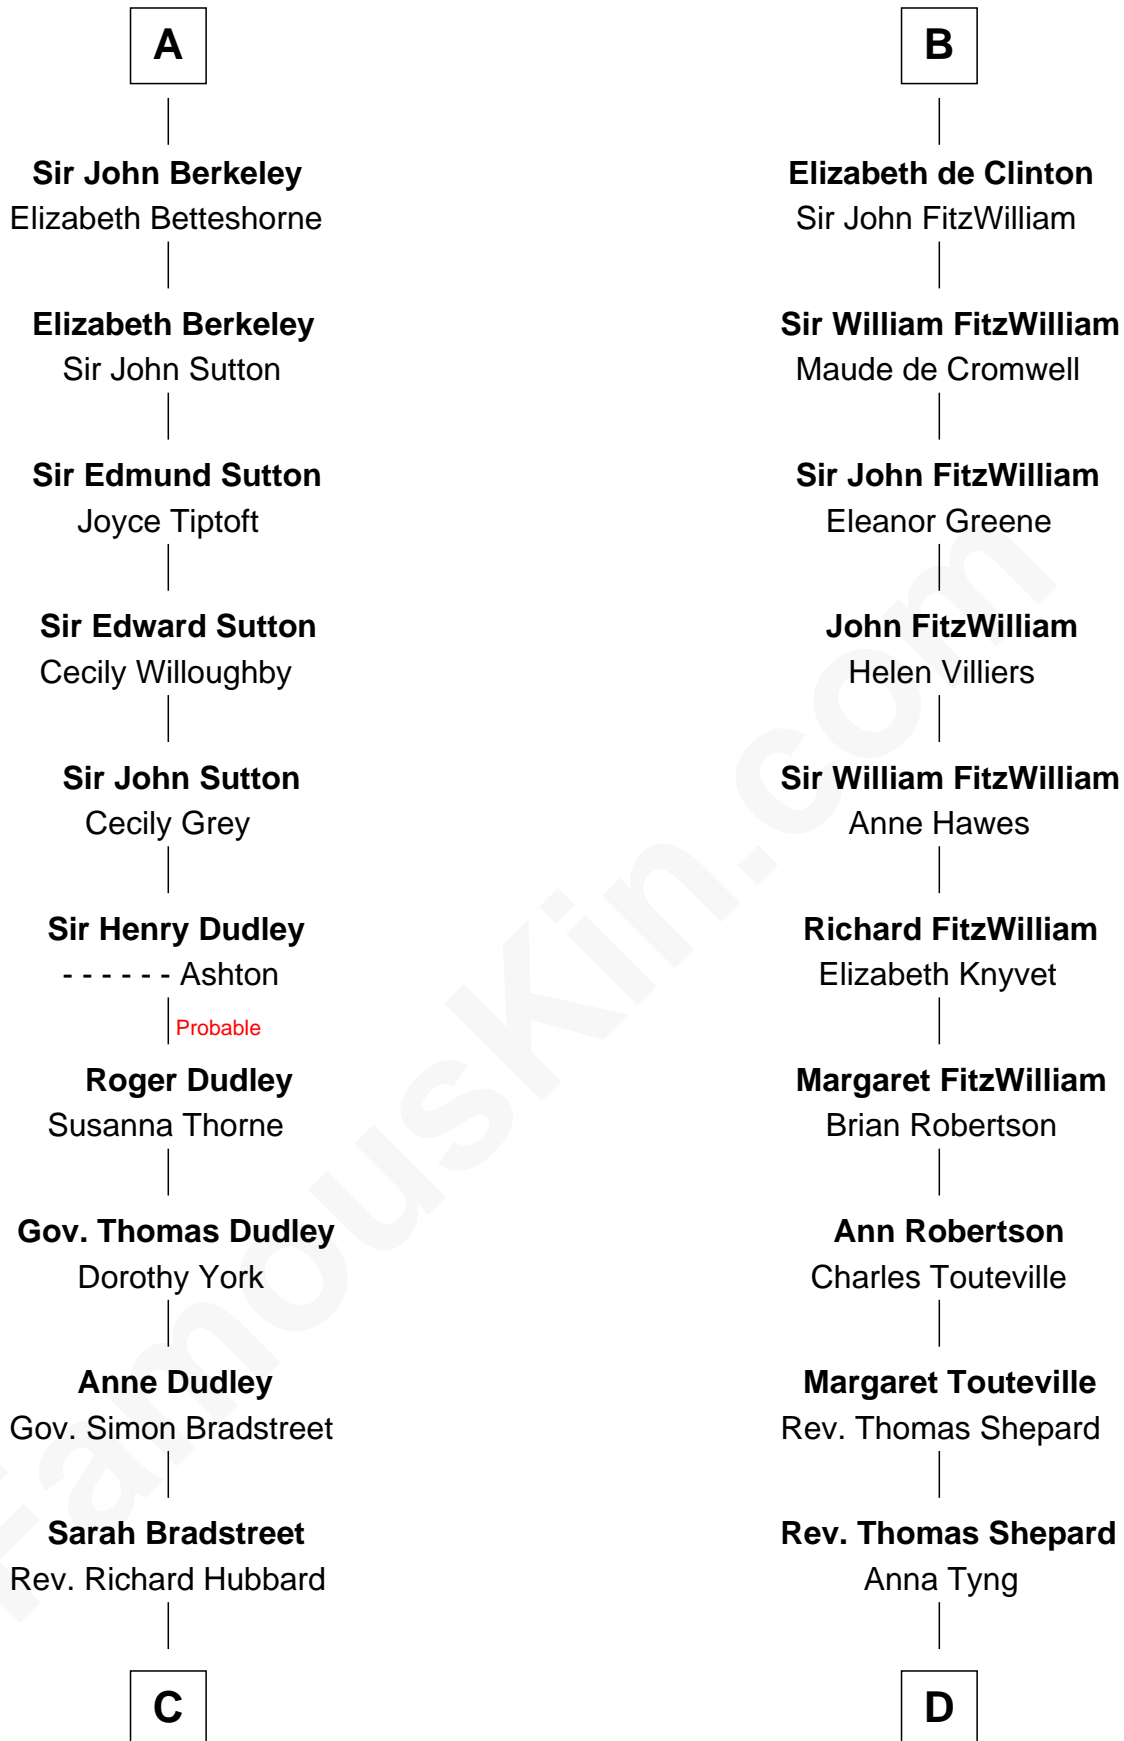 A
Sir John Berkeley
Elizabeth Betteshorne
Elizabeth Berkeley
Sir John Sutton
Sir Edmund Sutton
Joyce Tiptoft
Sir Edward Sutton
Cecily Willoughby
Sir John Sutton
Cecily Grey
Sir Henry Dudley
- - - - - - Ashton
Probable
Roger Dudley
Susanna Thorne
Gov. Thomas Dudley
Dorothy York
Anne Dudley
Gov. Simon Bradstreet
Sarah Bradstreet
Rev. Richard Hubbard
C
B
Elizabeth de Clinton
Sir John FitzWilliam
Sir William FitzWilliam
Maude de Cromwell
Sir John FitzWilliam
Eleanor Greene
John FitzWilliam
Helen Villiers
Sir William FitzWilliam
Anne Hawes
Richard FitzWilliam
Elizabeth Knyvet
Margaret FitzWilliam
Brian Robertson
Ann Robertson
Charles Touteville
Margaret Touteville
Rev. Thomas Shepard
Rev. Thomas Shepard
Anna Tyng
D
FamousKin.com